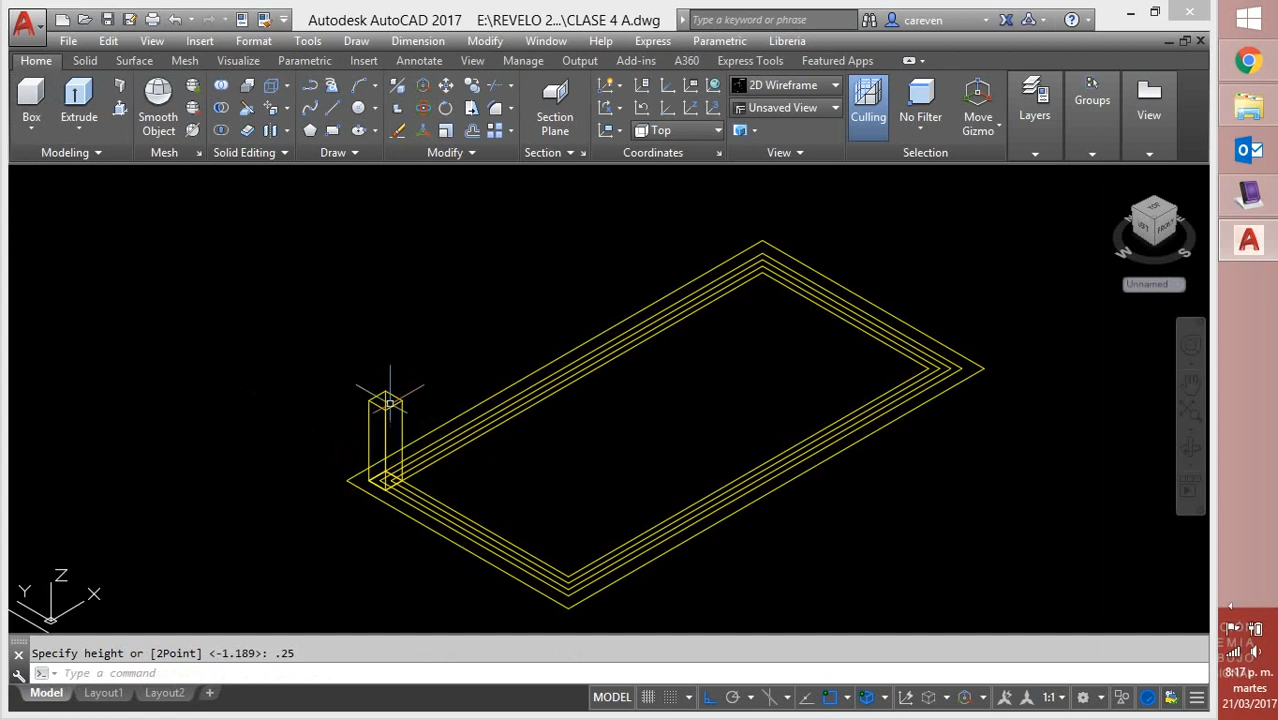 Autodesk AutoCAD 2017 E:\REVELO 2...\CLASE 4 A.dwg
Type a keyword or phrase
careven
File Edit View Insert Format Tools Draw Dimension Modify Window Help Express Parametric Libreria
Home Solid Surface Mesh Visualize Parametric Insert Annotate View Manage Output Add-ins A360 Express Tools Featured Apps
2D Wireframe
Unsaved View
Top
Box
Extrude
Smooth
Object
Section
Plane
Culling
No Filter
Move
Gizmo
Layers
Groups
View
Modeling
Mesh
Solid Editing
Draw
Modify
Section
Coordinates
View
Selection
TOP
LEFT
FRONT
W
S
Unnamed
Z
Y
X
Specify height or [2Point] <-1.189>: .25
Type a command
Model
Layout1
Layout2
MODEL
1:1
8:17 p. m.
martes
21/03/2017